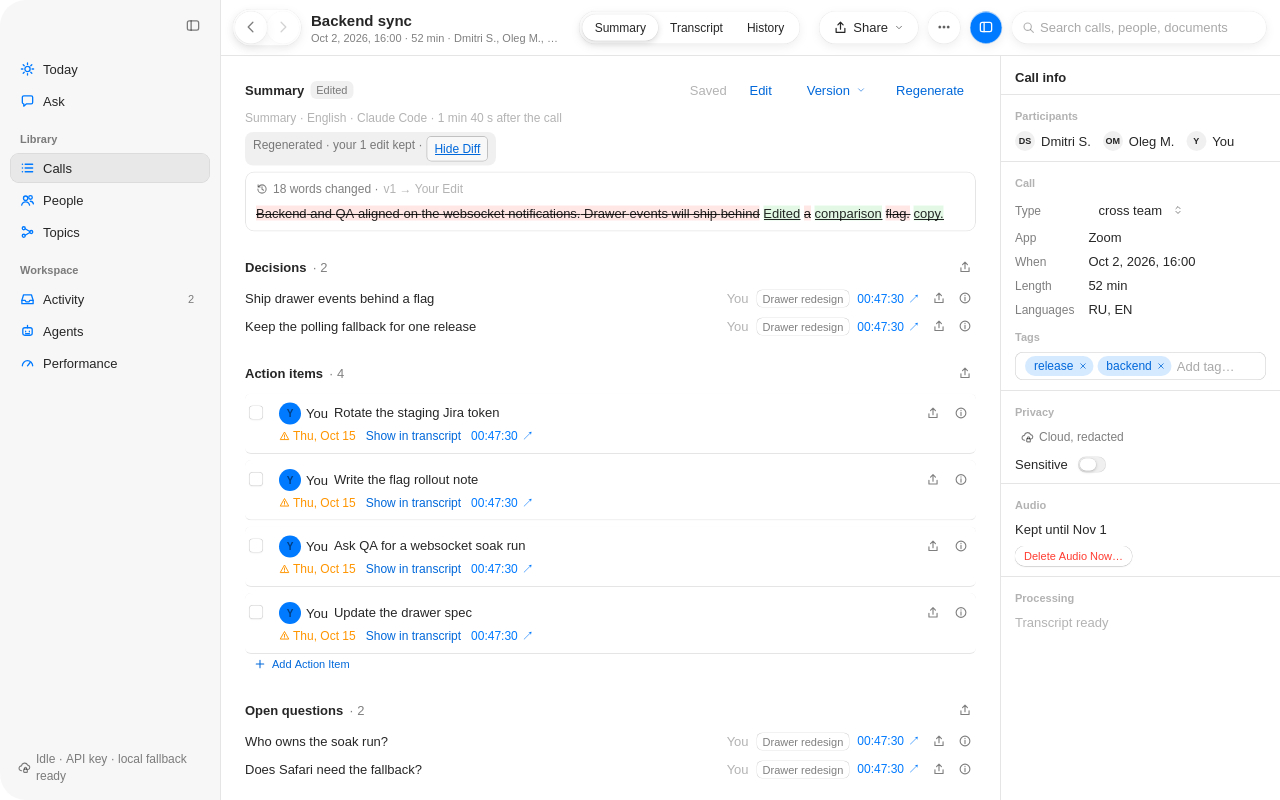 Backend sync
Oct 2, 2026, 16:00 · 52 min · Dmitri S., Oleg M., …
Summary
Transcript
History
Share
Search calls, people, documents
Today
Ask
Library
Calls
People
Topics
Workspace
Activity 2
Agents
Performance
Idle · API key · local fallback
ready
Summary Edited
Saved Edit Version Regenerate
Summary · English · Claude Code · 1 min 40 s after the call
Regenerated · your 1 edit kept · Hide Diff
18 words changed · v1 → Your Edit
Backend and QA aligned on the websocket notifications. Drawer events will ship behind Edited a comparison flag. copy.
Decisions · 2
Ship drawer events behind a flag You Drawer redesign 00:47:30 ↗
Keep the polling fallback for one release You Drawer redesign 00:47:30 ↗
Action items · 4
Y You Rotate the staging Jira token
Thu, Oct 15 Show in transcript 00:47:30 ↗
Y You Write the flag rollout note
Thu, Oct 15 Show in transcript 00:47:30 ↗
Y You Ask QA for a websocket soak run
Thu, Oct 15 Show in transcript 00:47:30 ↗
Y You Update the drawer spec
Thu, Oct 15 Show in transcript 00:47:30 ↗
Add Action Item
Open questions · 2
Who owns the soak run? You Drawer redesign 00:47:30 ↗
Does Safari need the fallback? You Drawer redesign 00:47:30 ↗
Call info
Participants
DS Dmitri S. OM Oleg M. Y You
Call
Type cross team
App Zoom
When Oct 2, 2026, 16:00
Length 52 min
Languages RU, EN
Tags
release × backend × Add tag…
Privacy
Cloud, redacted
Sensitive
Audio
Kept until Nov 1
Delete Audio Now…
Processing
Transcript ready